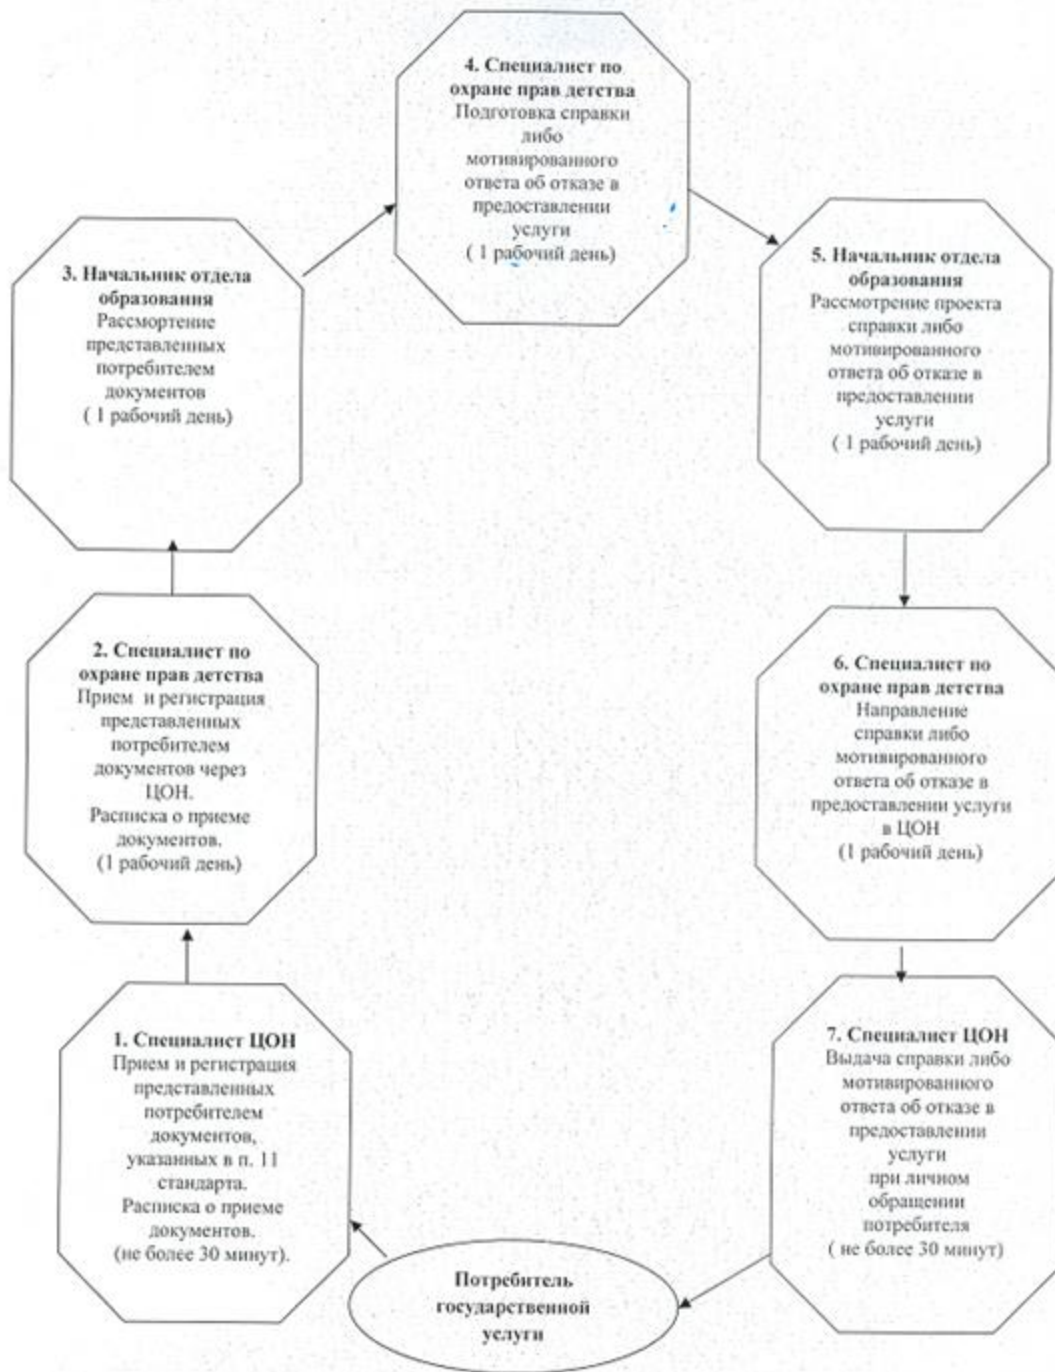 4. Специалист по
охране прав детства
Подготовка справки
либо
мотивированного
ответа об отказе в
предоставлении
услуги
( 1 рабочий день)
3. Начальник отдела
образования
Рассмортение
представленных
потребителем
документов
( 1 рабочий день)
5. Начальник отдела
образования
Рассмотрение проекта
справки либо
мотивированного
ответа об отказе в
предоставлении
услуги
( 1 рабочий день)
2. Специалист по
охране прав детства
Прием и регистрация
представленных
потребителем
документов через
ЦОН.
Расписка о приеме
документов.
(1 рабочий день)
6. Специалист по
охране прав детства
Направление
справки либо
мотивированного
ответа об отказе в
предоставлении услуги
в ЦОН
(1 рабочий день)
1. Специалист ЦОН
Прием и регистрация
представленных
потребителем
документов,
указанных в п. 11
стандарта.
Расписка о приеме
документов.
(не более 30 минут).
7. Специалист ЦОН
Выдача справки либо
мотивированного
ответа об отказе в
предоставлении
услуги
при личном
обращении
потребителя
( не более 30 минут)
Потребитель
государственной
услуги